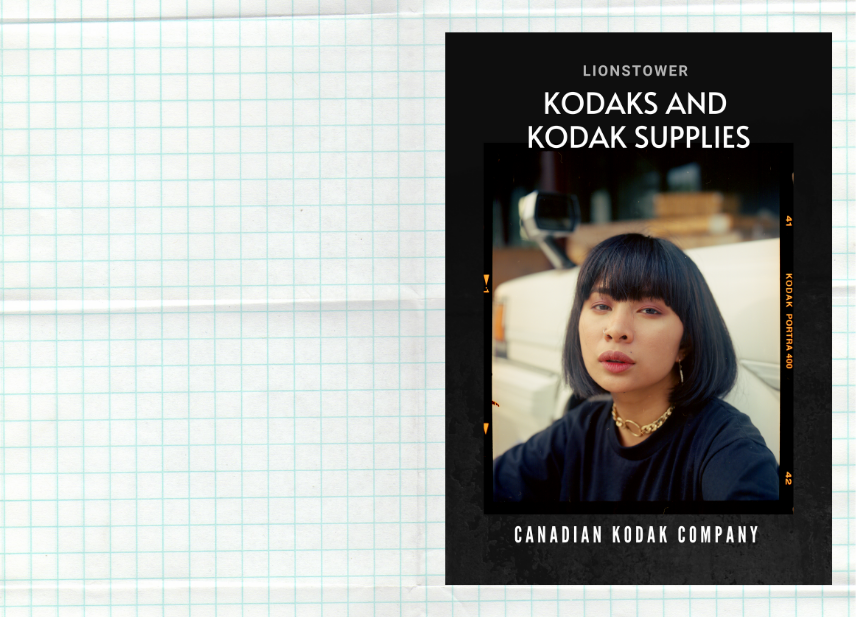 LIONSTOWER
KODAKS AND
KODAK SUPPLIES
41
KODAK PORTRA 400
42
CANADIAN KODAK COMPANY